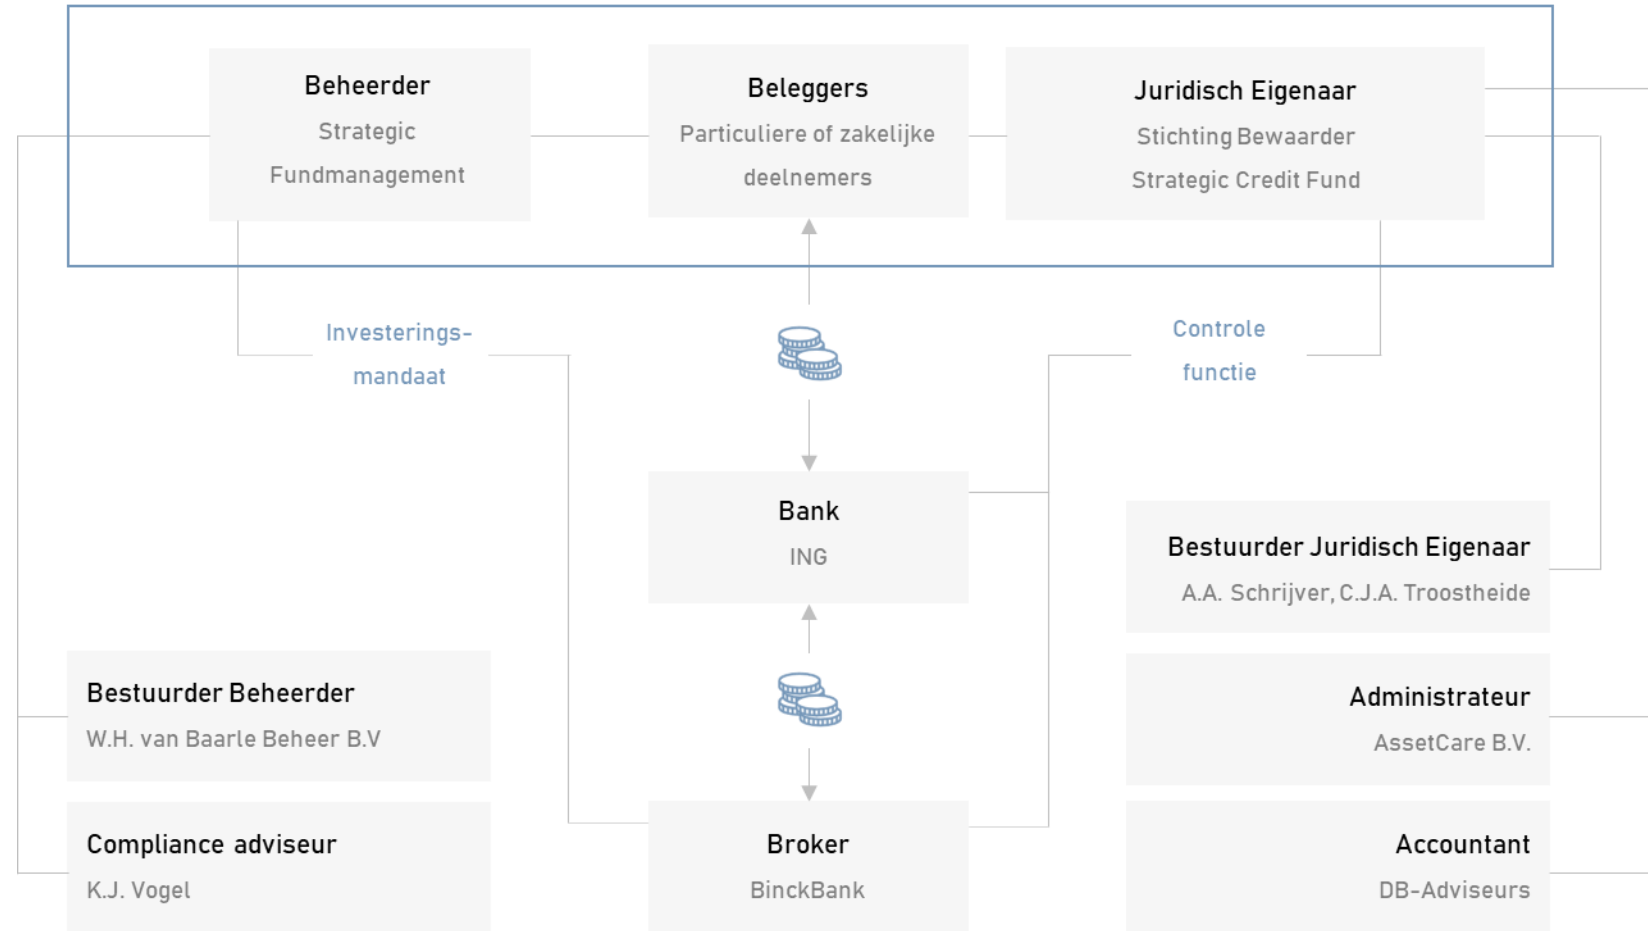 Beheerder
Strategic
Fundmanagement
Beleggers
Particuliere of zakelijke
deelnemers
Juridisch Eigenaar
Stichting Bewaarder
Strategic Credit Fund
Investerings-
mandaat
Controle
functie
Bank
ING
Bestuurder Juridisch Eigenaar
A.A. Schrijver, C.J.A. Troostheide
Bestuurder Beheerder
W.H. van Baarle Beheer B.V
Administrateur
AssetCare B.V.
Compliance adviseur
K.J. Vogel
Broker
BinckBank
Accountant
DB-Adviseurs